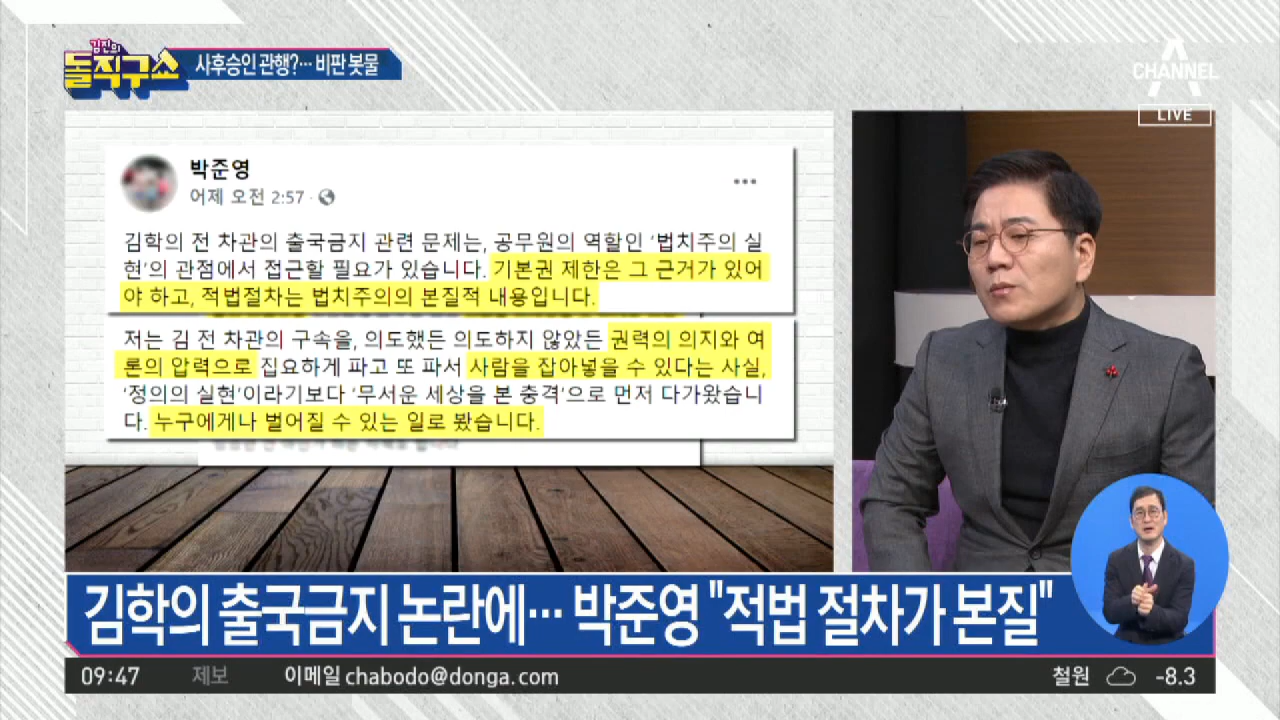 김진의
돌직구쇼
사후승인 관행?… 비판 봇물
CHANNEL A
LIVE
박준영
어제 오전 2:57 ·
김학의 전 차관의 출국금지 관련 문제는, 공무원의 역할인 ‘법치주의 실
현’의 관점에서 접근할 필요가 있습니다. 기본권 제한은 그 근거가 있어
야 하고, 적법절차는 법치주의의 본질적 내용입니다.
저는 김 전 차관의 구속을, 의도했든 의도하지 않았든 권력의 의지와 여
론의 압력으로 집요하게 파고 또 파서 사람을 잡아넣을 수 있다는 사실,
‘정의의 실현’이라기보다 ‘무서운 세상을 본 충격’으로 먼저 다가왔습니
다. 누구에게나 벌어질 수 있는 일로 봤습니다.
김학의 출국금지 논란에… 박준영 "적법 절차가 본질"
09:47 제보 이메일 chabodo@donga.com 철원 -8.3